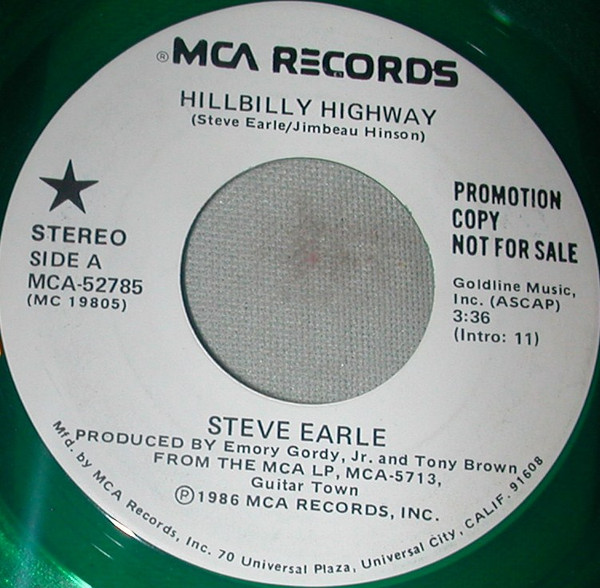 ® MCA RECORDS
HILLBILLY HIGHWAY
(Steve Earle/Jimbeau Hinson)
STEREO
SIDE A
MCA-52785
(MC 19805)
PROMOTION
COPY
NOT FOR SALE
Goldline Music,
Inc. (ASCAP)
3:36
(Intro: 11)
STEVE EARLE
PRODUCED BY Emory Gordy, Jr. and Tony Brown
FROM THE MCA LP, MCA-5713,
Guitar Town
Ⓟ1986 MCA RECORDS, INC.
Mfd. by MCA Records, Inc. 70 Universal Plaza, Universal City, CALIF. 91608